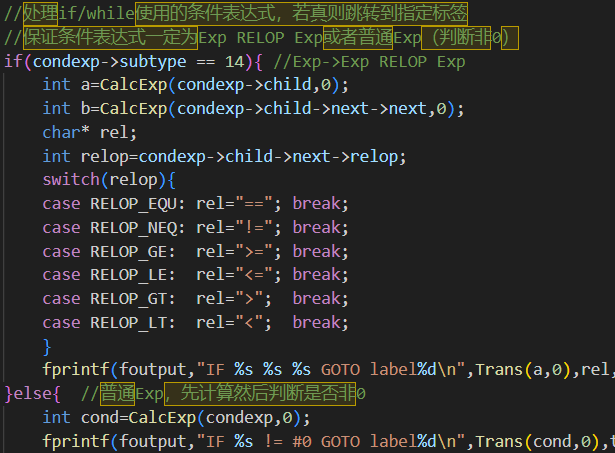 //处理if/while使用的条件表达式，若真则跳转到指定标签
//保证条件表达式一定为Exp RELOP Exp或者普通Exp（判断非0）
if(condexp->subtype == 14){ //Exp->Exp RELOP Exp
    int a=CalcExp(condexp->child,0);
    int b=CalcExp(condexp->child->next->next,0);
    char* rel;
    int relop=condexp->child->next->relop;
    switch(relop){
    case RELOP_EQU: rel="=="; break;
    case RELOP_NEQ: rel="!="; break;
    case RELOP_GE:  rel=">="; break;
    case RELOP_LE:  rel="<="; break;
    case RELOP_GT:  rel=">";  break;
    case RELOP_LT:  rel="<";  break;
    }
    fprintf(foutput,"IF %s %s %s GOTO label%d\n",Trans(a,0),rel,
}else{  //普通Exp，先计算然后判断是否非0
    int cond=CalcExp(condexp,0);
    fprintf(foutput,"IF %s != #0 GOTO label%d\n",Trans(cond,0),t